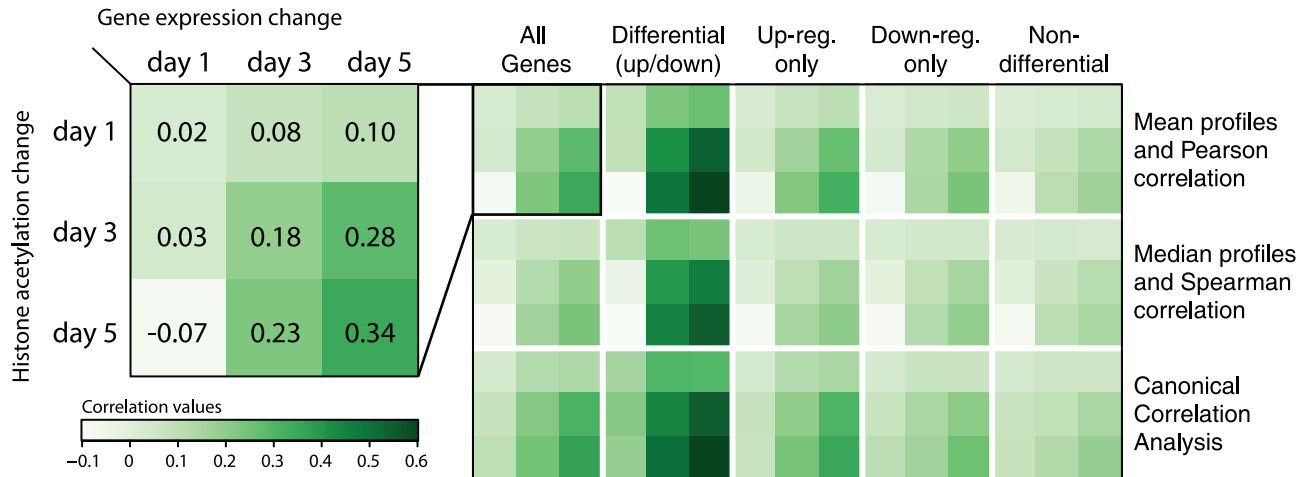 Gene expression change
day 1 day 3 day 5
Histone acetylation change
day 1 0.02 0.08 0.10
day 3 0.03 0.18 0.28
day 5 -0.07 0.23 0.34
Correlation values
−0.1 0 0.1 0.2 0.3 0.4 0.5 0.6
All
Genes
Differential
(up/down)
Up-reg.
only
Down-reg.
only
Non-
differential
Mean profiles
and Pearson
correlation
Median profiles
and Spearman
correlation
Canonical
Correlation
Analysis